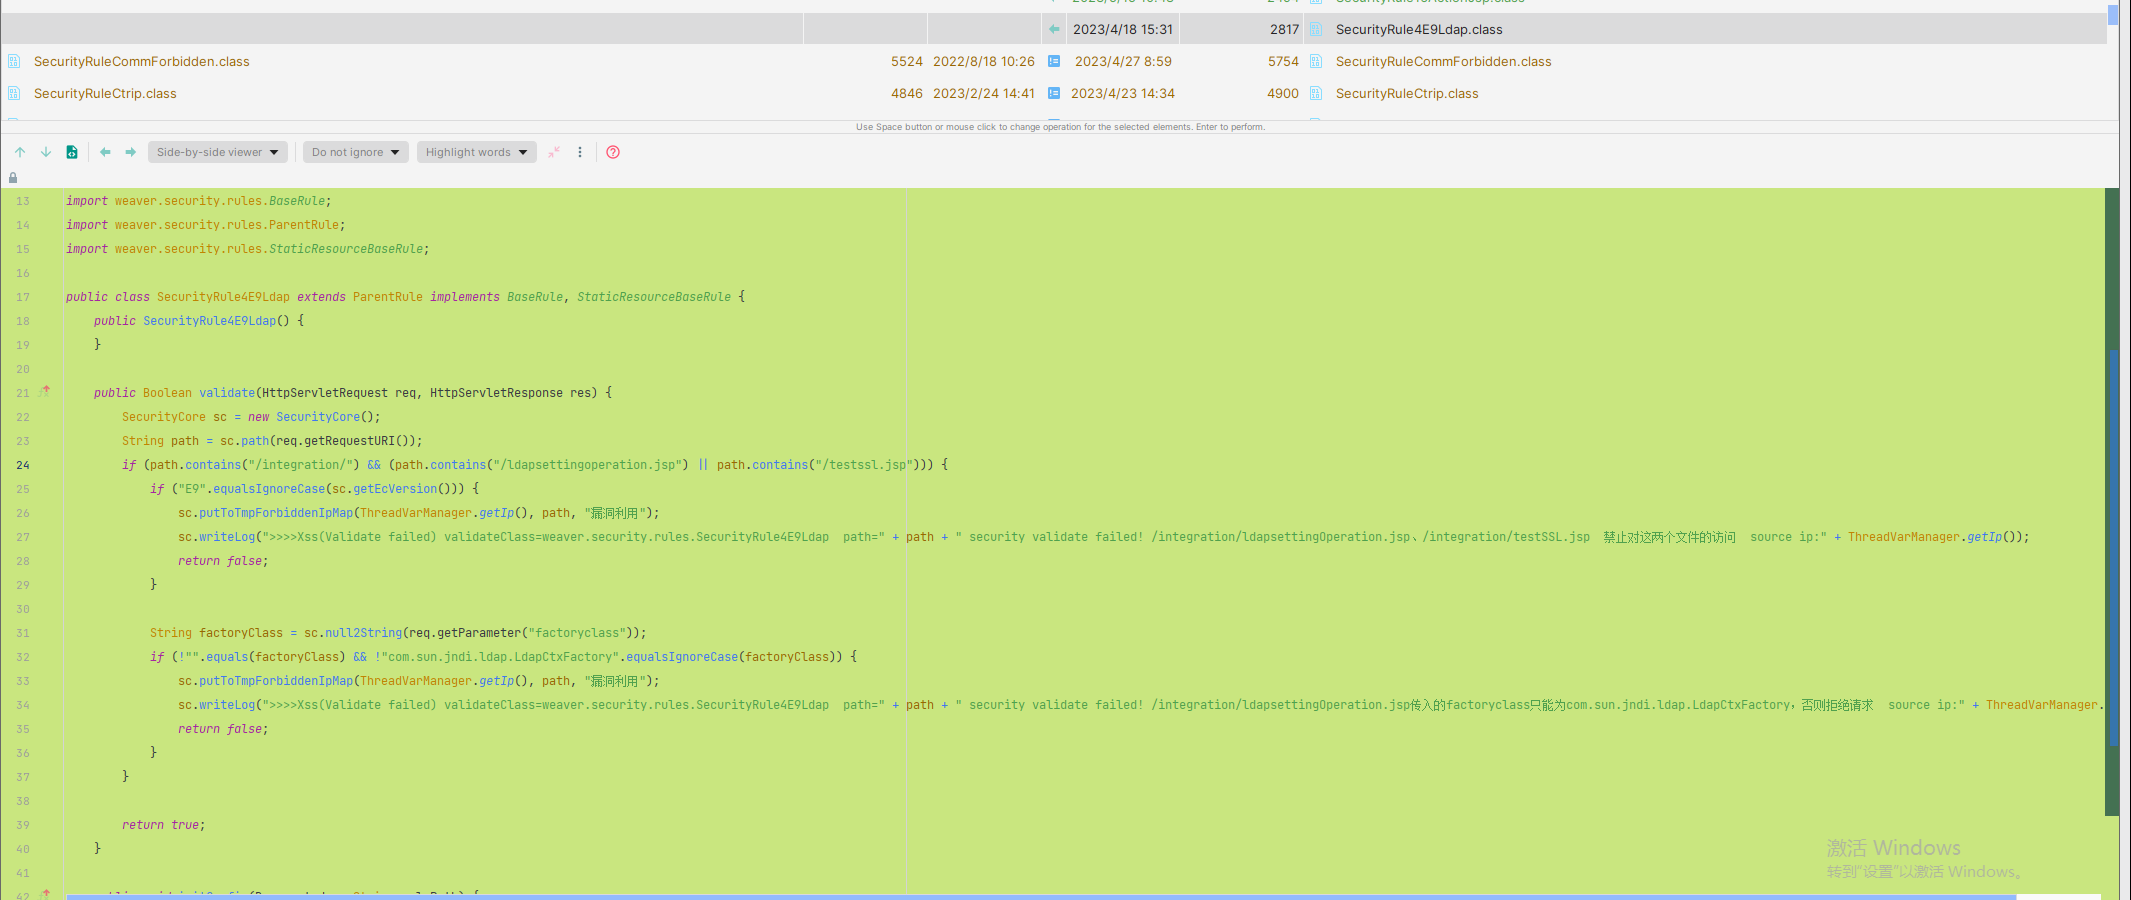 2023/4/18 15:31 2817 SecurityRule4E9Ldap.class
SecurityRuleCommForbidden.class 5524 2022/8/18 10:26 2023/4/27 8:59 5754 SecurityRuleCommForbidden.class
SecurityRuleCtrip.class 4846 2023/2/24 14:41 2023/4/23 14:34 4900 SecurityRuleCtrip.class
Use Space button or mouse click to change operation for the selected elements. Enter to perform.
Side-by-side viewer Do not ignore Highlight words
13 import weaver.security.rules.BaseRule;
14 import weaver.security.rules.ParentRule;
15 import weaver.security.rules.StaticResourceBaseRule;
16
17 public class SecurityRule4E9Ldap extends ParentRule implements BaseRule, StaticResourceBaseRule {
18 public SecurityRule4E9Ldap() {
19 }
20
21 public Boolean validate(HttpServletRequest req, HttpServletResponse res) {
22 SecurityCore sc = new SecurityCore();
23 String path = sc.path(req.getRequestURI());
24 if (path.contains("/integration/") && (path.contains("/ldapsettingoperation.jsp") || path.contains("/testssl.jsp"))) {
25 if ("E9".equalsIgnoreCase(sc.getEcVersion())) {
26 sc.putToTmpForbiddenIpMap(ThreadVarManager.getIp(), path, "漏洞利用");
27 sc.writeLog(">>>>Xss(Validate failed) validateClass=weaver.security.rules.SecurityRule4E9Ldap  path=" + path + " security validate failed! /integration/ldapsettingOperation.jsp、/integration/testSSL.jsp  禁止对这两个文件的访问  source ip:" + ThreadVarManager.getIp());
28 return false;
29 }
30
31 String factoryClass = sc.null2String(req.getParameter("factoryclass"));
32 if (!"".equals(factoryClass) && !"com.sun.jndi.ldap.LdapCtxFactory".equalsIgnoreCase(factoryClass)) {
33 sc.putToTmpForbiddenIpMap(ThreadVarManager.getIp(), path, "漏洞利用");
34 sc.writeLog(">>>>Xss(Validate failed) validateClass=weaver.security.rules.SecurityRule4E9Ldap  path=" + path + " security validate failed! /integration/ldapsettingOperation.jsp传入的factoryclass只能为com.sun.jndi.ldap.LdapCtxFactory，否则拒绝请求  source ip:" + ThreadVarManager.
35 return false;
36 }
37 }
38
39 return true;
40 }
41
42
激活 Windows
转到“设置”以激活 Windows。